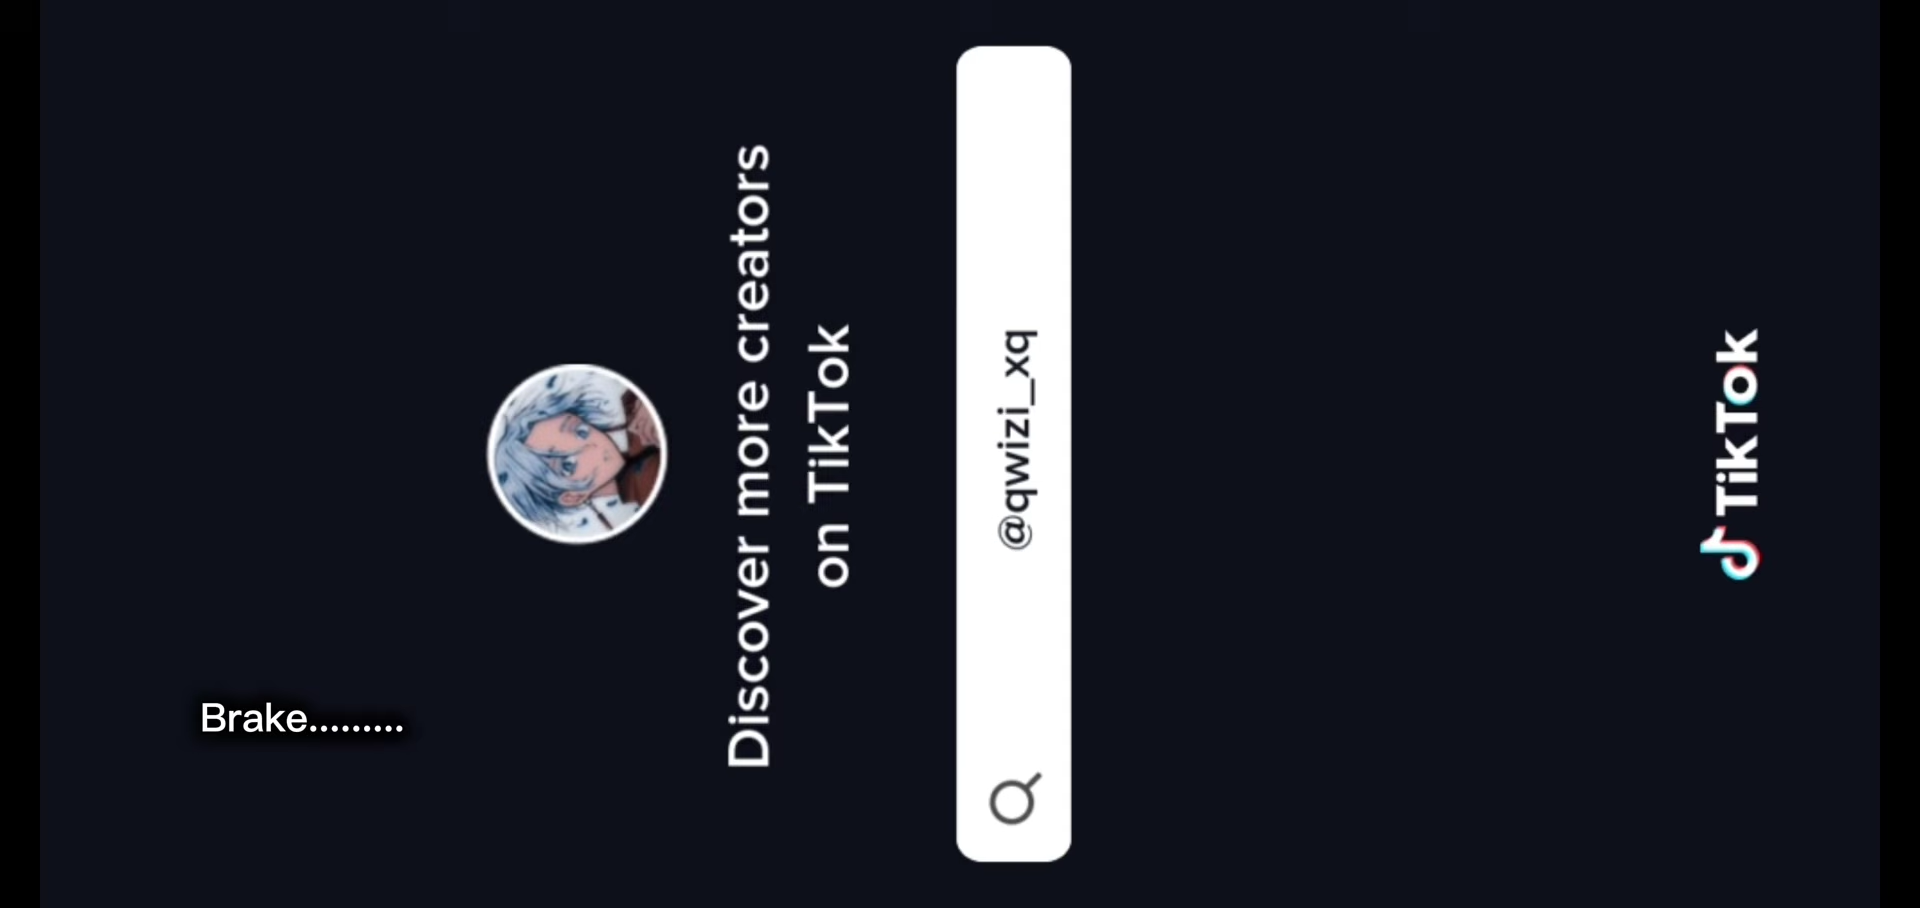 Discover more creators
on TikTok
@qwizi_xq
TikTok
Brake.........